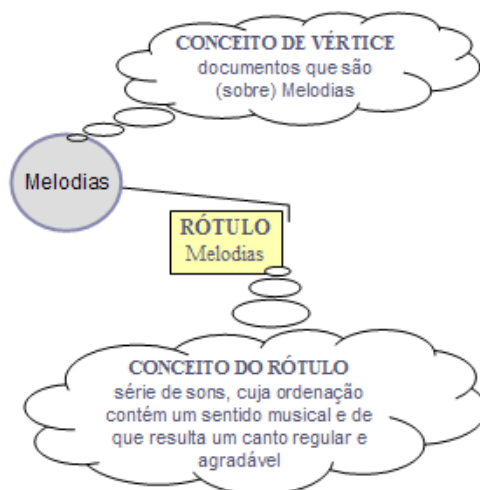 CONCEITO DE VÉRTICE
documentos que são
(sobre) Melodias
Melodias
RÓTULO
Melodias
CONCEITO DO RÓTULO
série de sons, cuja ordenação
contém um sentido musical e de
que resulta um canto regular e
agradável